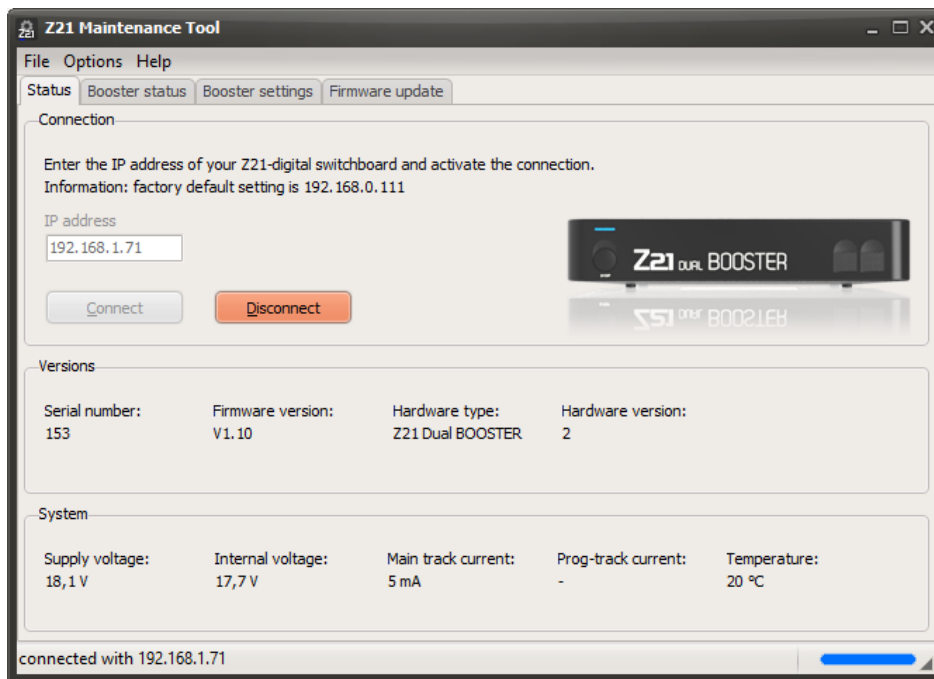 Z21 Maintenance Tool
File Options Help
Status Booster status Booster settings Firmware update
Connection
Enter the IP address of your Z21-digital switchboard and activate the connection.
Information: factory default setting is 192.168.0.111
IP address
192.168.1.71
Z21 DUAL BOOSTER
Connect Disconnect
Versions
Serial number: Firmware version: Hardware type: Hardware version:
153 V1.10 Z21 Dual BOOSTER 2
System
Supply voltage: Internal voltage: Main track current: Prog-track current: Temperature:
18,1 V 17,7 V 5 mA - 20 °C
connected with 192.168.1.71